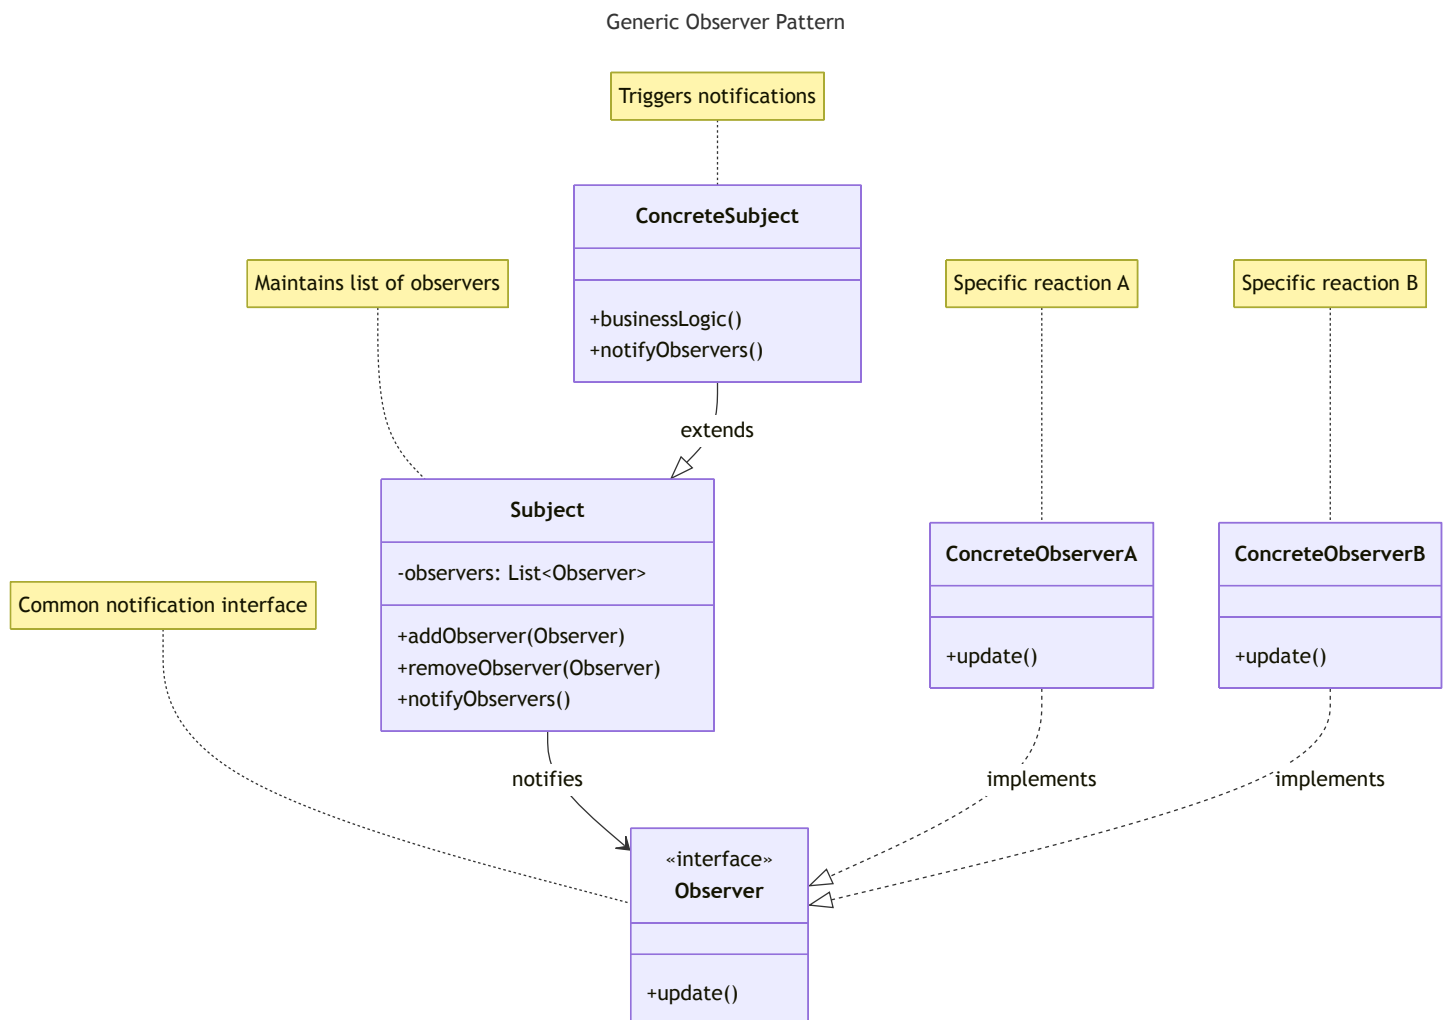 Generic Observer Pattern
Triggers notifications
ConcreteSubject
+businessLogic()
+notifyObservers()
Maintains list of observers
Specific reaction A
Specific reaction B
extends
Subject
-observers: List<Observer>
+addObserver(Observer)
+removeObserver(Observer)
+notifyObservers()
Common notification interface
ConcreteObserverA
+update()
ConcreteObserverB
+update()
notifies
implements
implements
«interface»
Observer
+update()